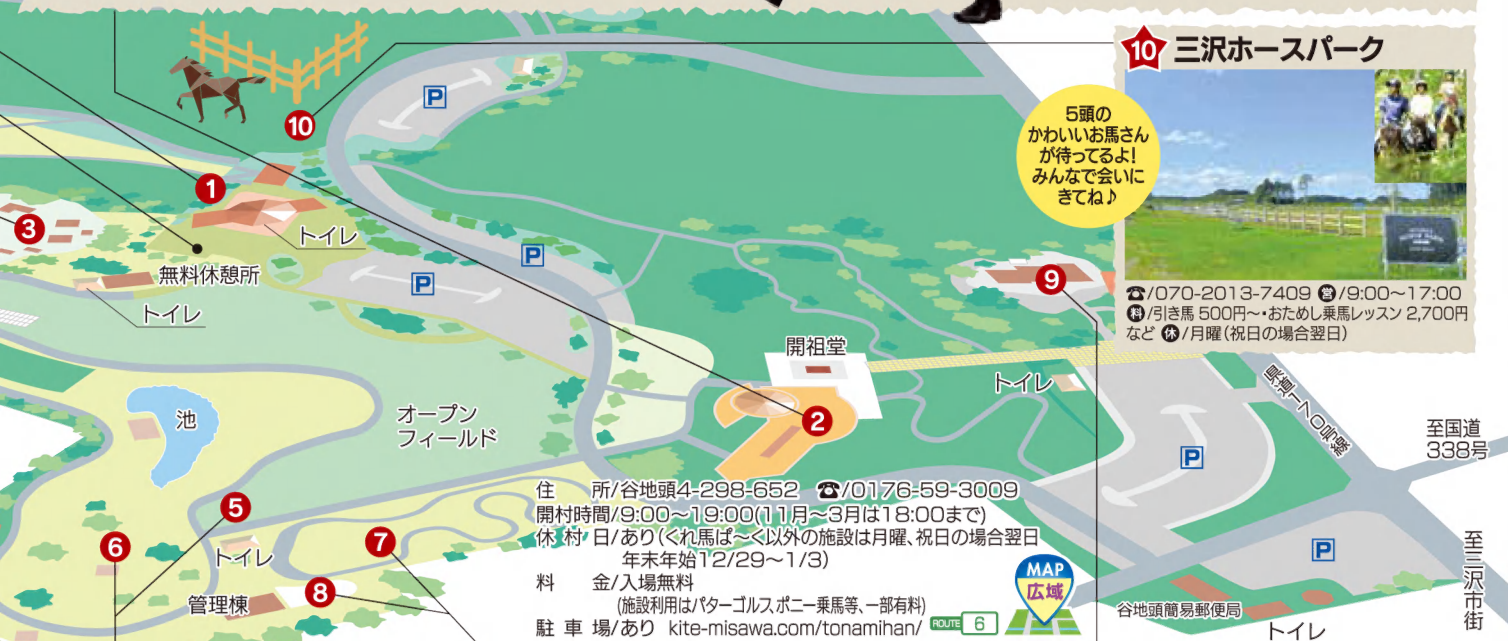 10 三沢ホースパーク
5頭の
かわいいお馬さん
が待ってるよ!
みんなで会いに
きてね♪
☎/070-2013-7409 営/9:00〜17:00
料/引き馬 500円〜・おためし乗馬レッスン 2,700円
など 休/月曜(祝日の場合翌日)
P
10
1
3
トイレ
無料休憩所
トイレ
P
P
9
開祖堂
トイレ
2
池
オープン
フィールド
県道170号線
至国道
338号
P
5
6
7
トイレ
8
管理棟
住 所/谷地頭4-298-652 ☎/0176-59-3009
開村時間/9:00〜19:00(11月〜3月は18:00まで)
休村日/あり(くれ馬ぱ〜く以外の施設は月曜、祝日の場合翌日
年末年始12/29〜1/3)
料 金/入場無料
(施設利用はパターゴルフ、ポニー乗馬等、一部有料)
駐車場/あり kite-misawa.com/tonamihan/
ROUTE 6
MAP
広域
P
谷地頭簡易郵便局
トイレ
至三沢市街